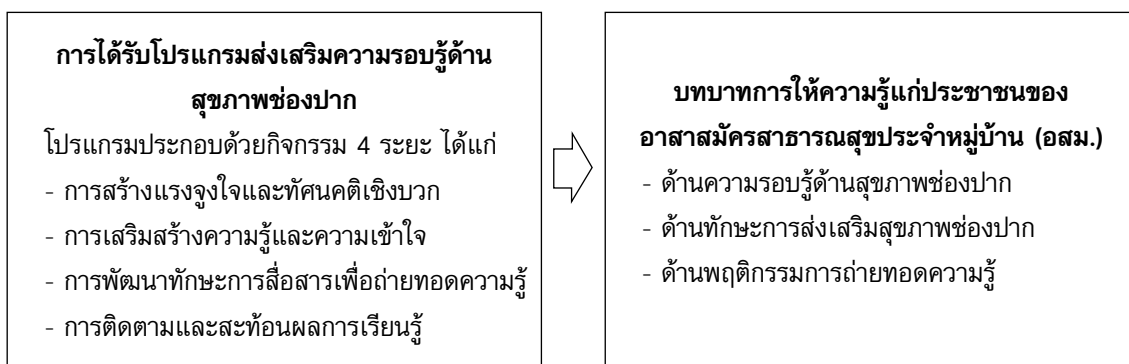 การได้รับโปรแกรมส่งเสริมความรอบรู้ด้าน
สุขภาพช่องปาก
โปรแกรมประกอบด้วยกิจกรรม 4 ระยะ ได้แก่
- การสร้างแรงจูงใจและทัศนคติเชิงบวก
- การเสริมสร้างความรู้และความเข้าใจ
- การพัฒนาทักษะการสื่อสารเพื่อถ่ายทอดความรู้
- การติดตามและสะท้อนผลการเรียนรู้
บทบาทการให้ความรู้แก่ประชาชนของ
อาสาสมัครสาธารณสุขประจำหมู่บ้าน (อสม.)
- ด้านความรอบรู้ด้านสุขภาพช่องปาก
- ด้านทักษะการส่งเสริมสุขภาพช่องปาก
- ด้านพฤติกรรมการถ่ายทอดความรู้